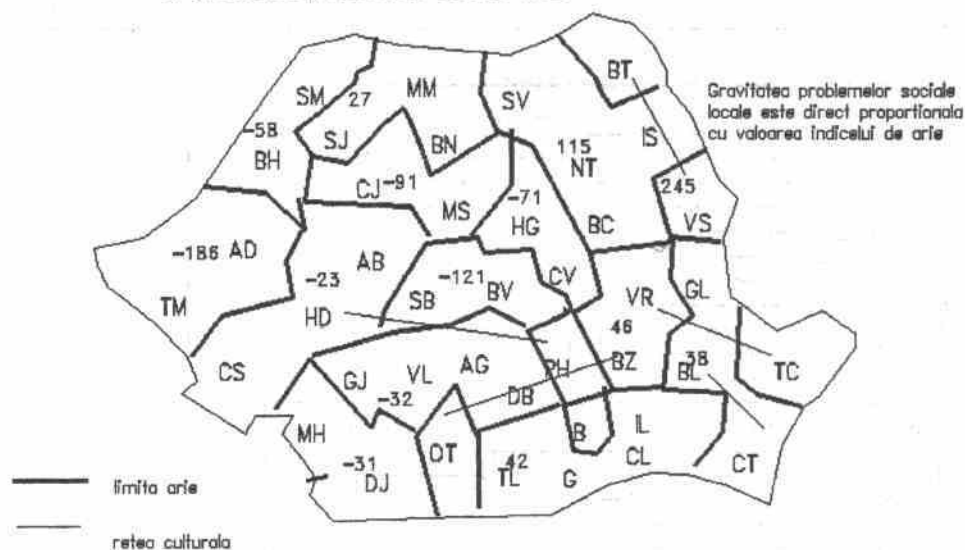 BT
SM
27
MM
SV
Gravitatea problemelor sociale
locale este direct proportionala
cu valoarea indicelui de arie
-58
BH
SJ
BN
IS
115
NT
CJ
-91
-71
245
MS
HG
BC
VS
-186
AD
AB
-23
-121
CV
TM
SB
BV
VR
GL
HD
46
CS
GJ
VL
AG
PH
BZ
38
BL
TC
-32
DB
MH
B
IL
OT
-31
DJ
42
TL
G
CL
CT
limita arie
retea culturala